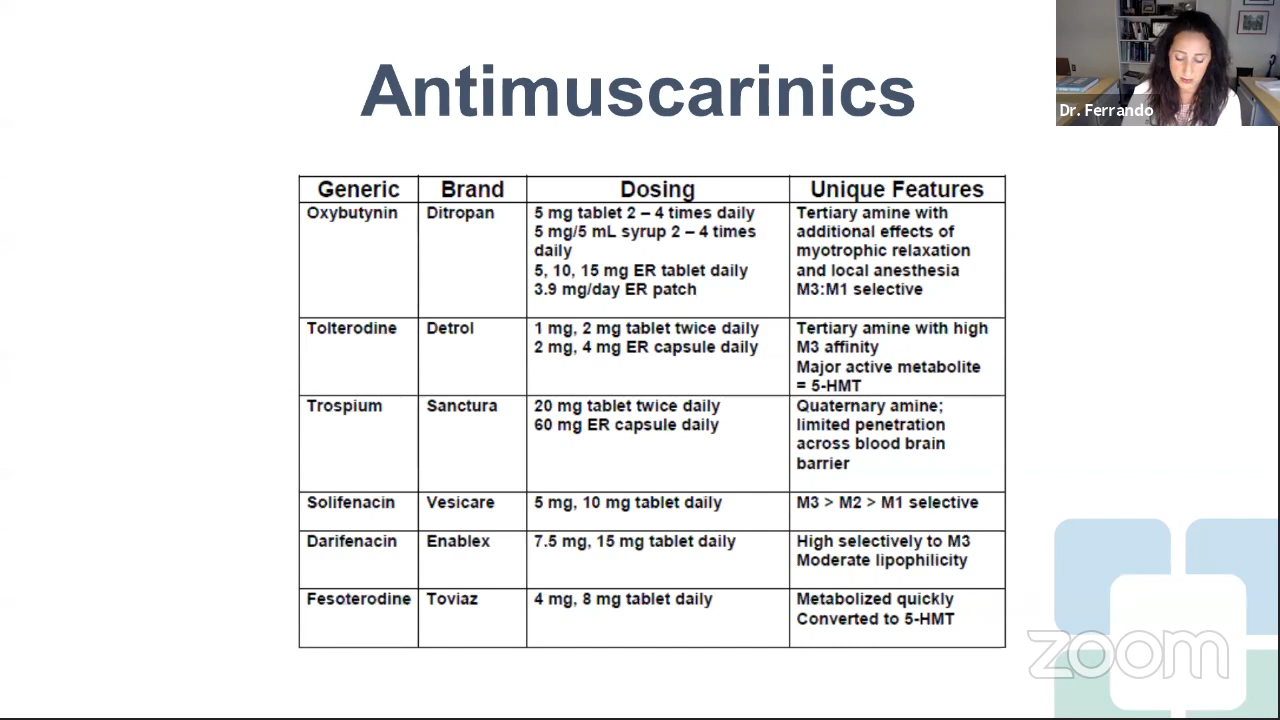 Antimuscarinics
Dr. Ferrando
Generic Brand Dosing Unique Features
Oxybutynin Ditropan 5 mg tablet 2 – 4 times daily Tertiary amine with
5 mg/5 mL syrup 2 – 4 times additional effects of
daily myotrophic relaxation
5, 10, 15 mg ER tablet daily and local anesthesia
3.9 mg/day ER patch M3:M1 selective
Tolterodine Detrol 1 mg, 2 mg tablet twice daily Tertiary amine with high
2 mg, 4 mg ER capsule daily M3 affinity
Major active metabolite
= 5-HMT
Trospium Sanctura 20 mg tablet twice daily Quaternary amine;
60 mg ER capsule daily limited penetration
across blood brain
barrier
Solifenacin Vesicare 5 mg, 10 mg tablet daily M3 > M2 > M1 selective
Darifenacin Enablex 7.5 mg, 15 mg tablet daily High selectively to M3
Moderate lipophilicity
Fesoterodine Toviaz 4 mg, 8 mg tablet daily Metabolized quickly
Converted to 5-HMT
zoom